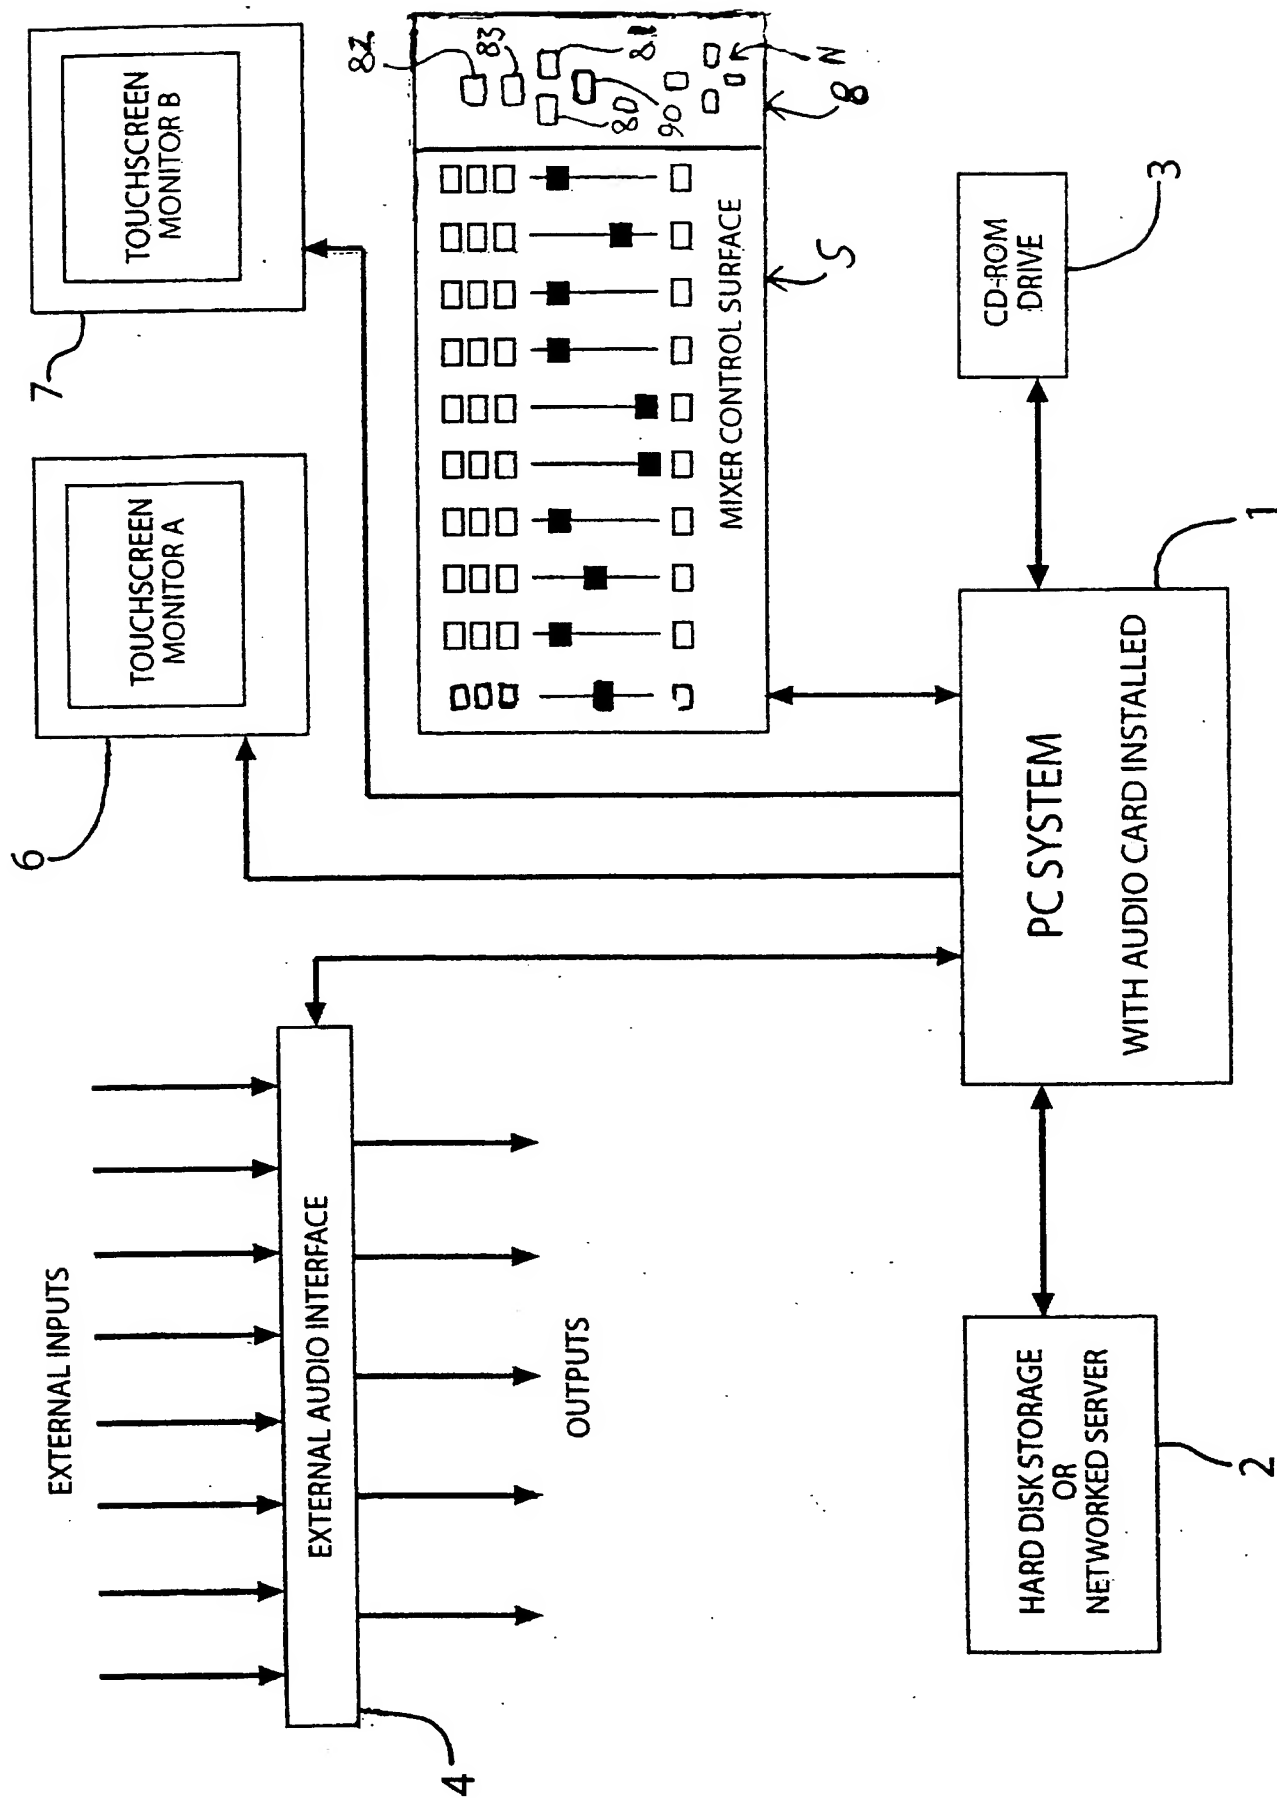 EXTERNAL INPUTS
EXTERNAL AUDIO INTERFACE
4
OUTPUTS
6
TOUCHSCREEN
MONITOR A
7
TOUCHSCREEN
MONITOR B
82
83
81
80
90
N
8
MIXER CONTROL SURFACE
5
HARD DISK STORAGE
OR
NETWORKED SERVER
2
PC SYSTEM
WITH AUDIO CARD INSTALLED
1
CD-ROM
DRIVE
3